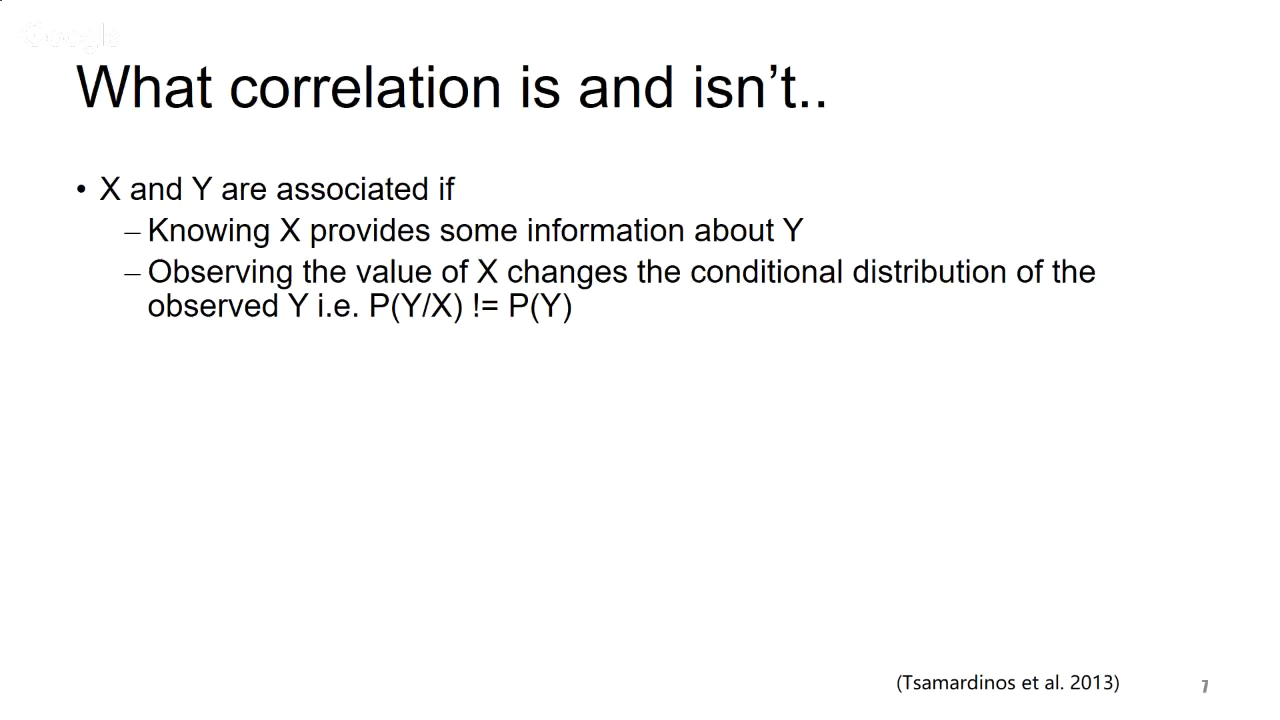 Google
What correlation is and isn’t..
• X and Y are associated if
– Knowing X provides some information about Y
– Observing the value of X changes the conditional distribution of the
observed Y i.e. P(Y/X) != P(Y)
(Tsamardinos et al. 2013)
7